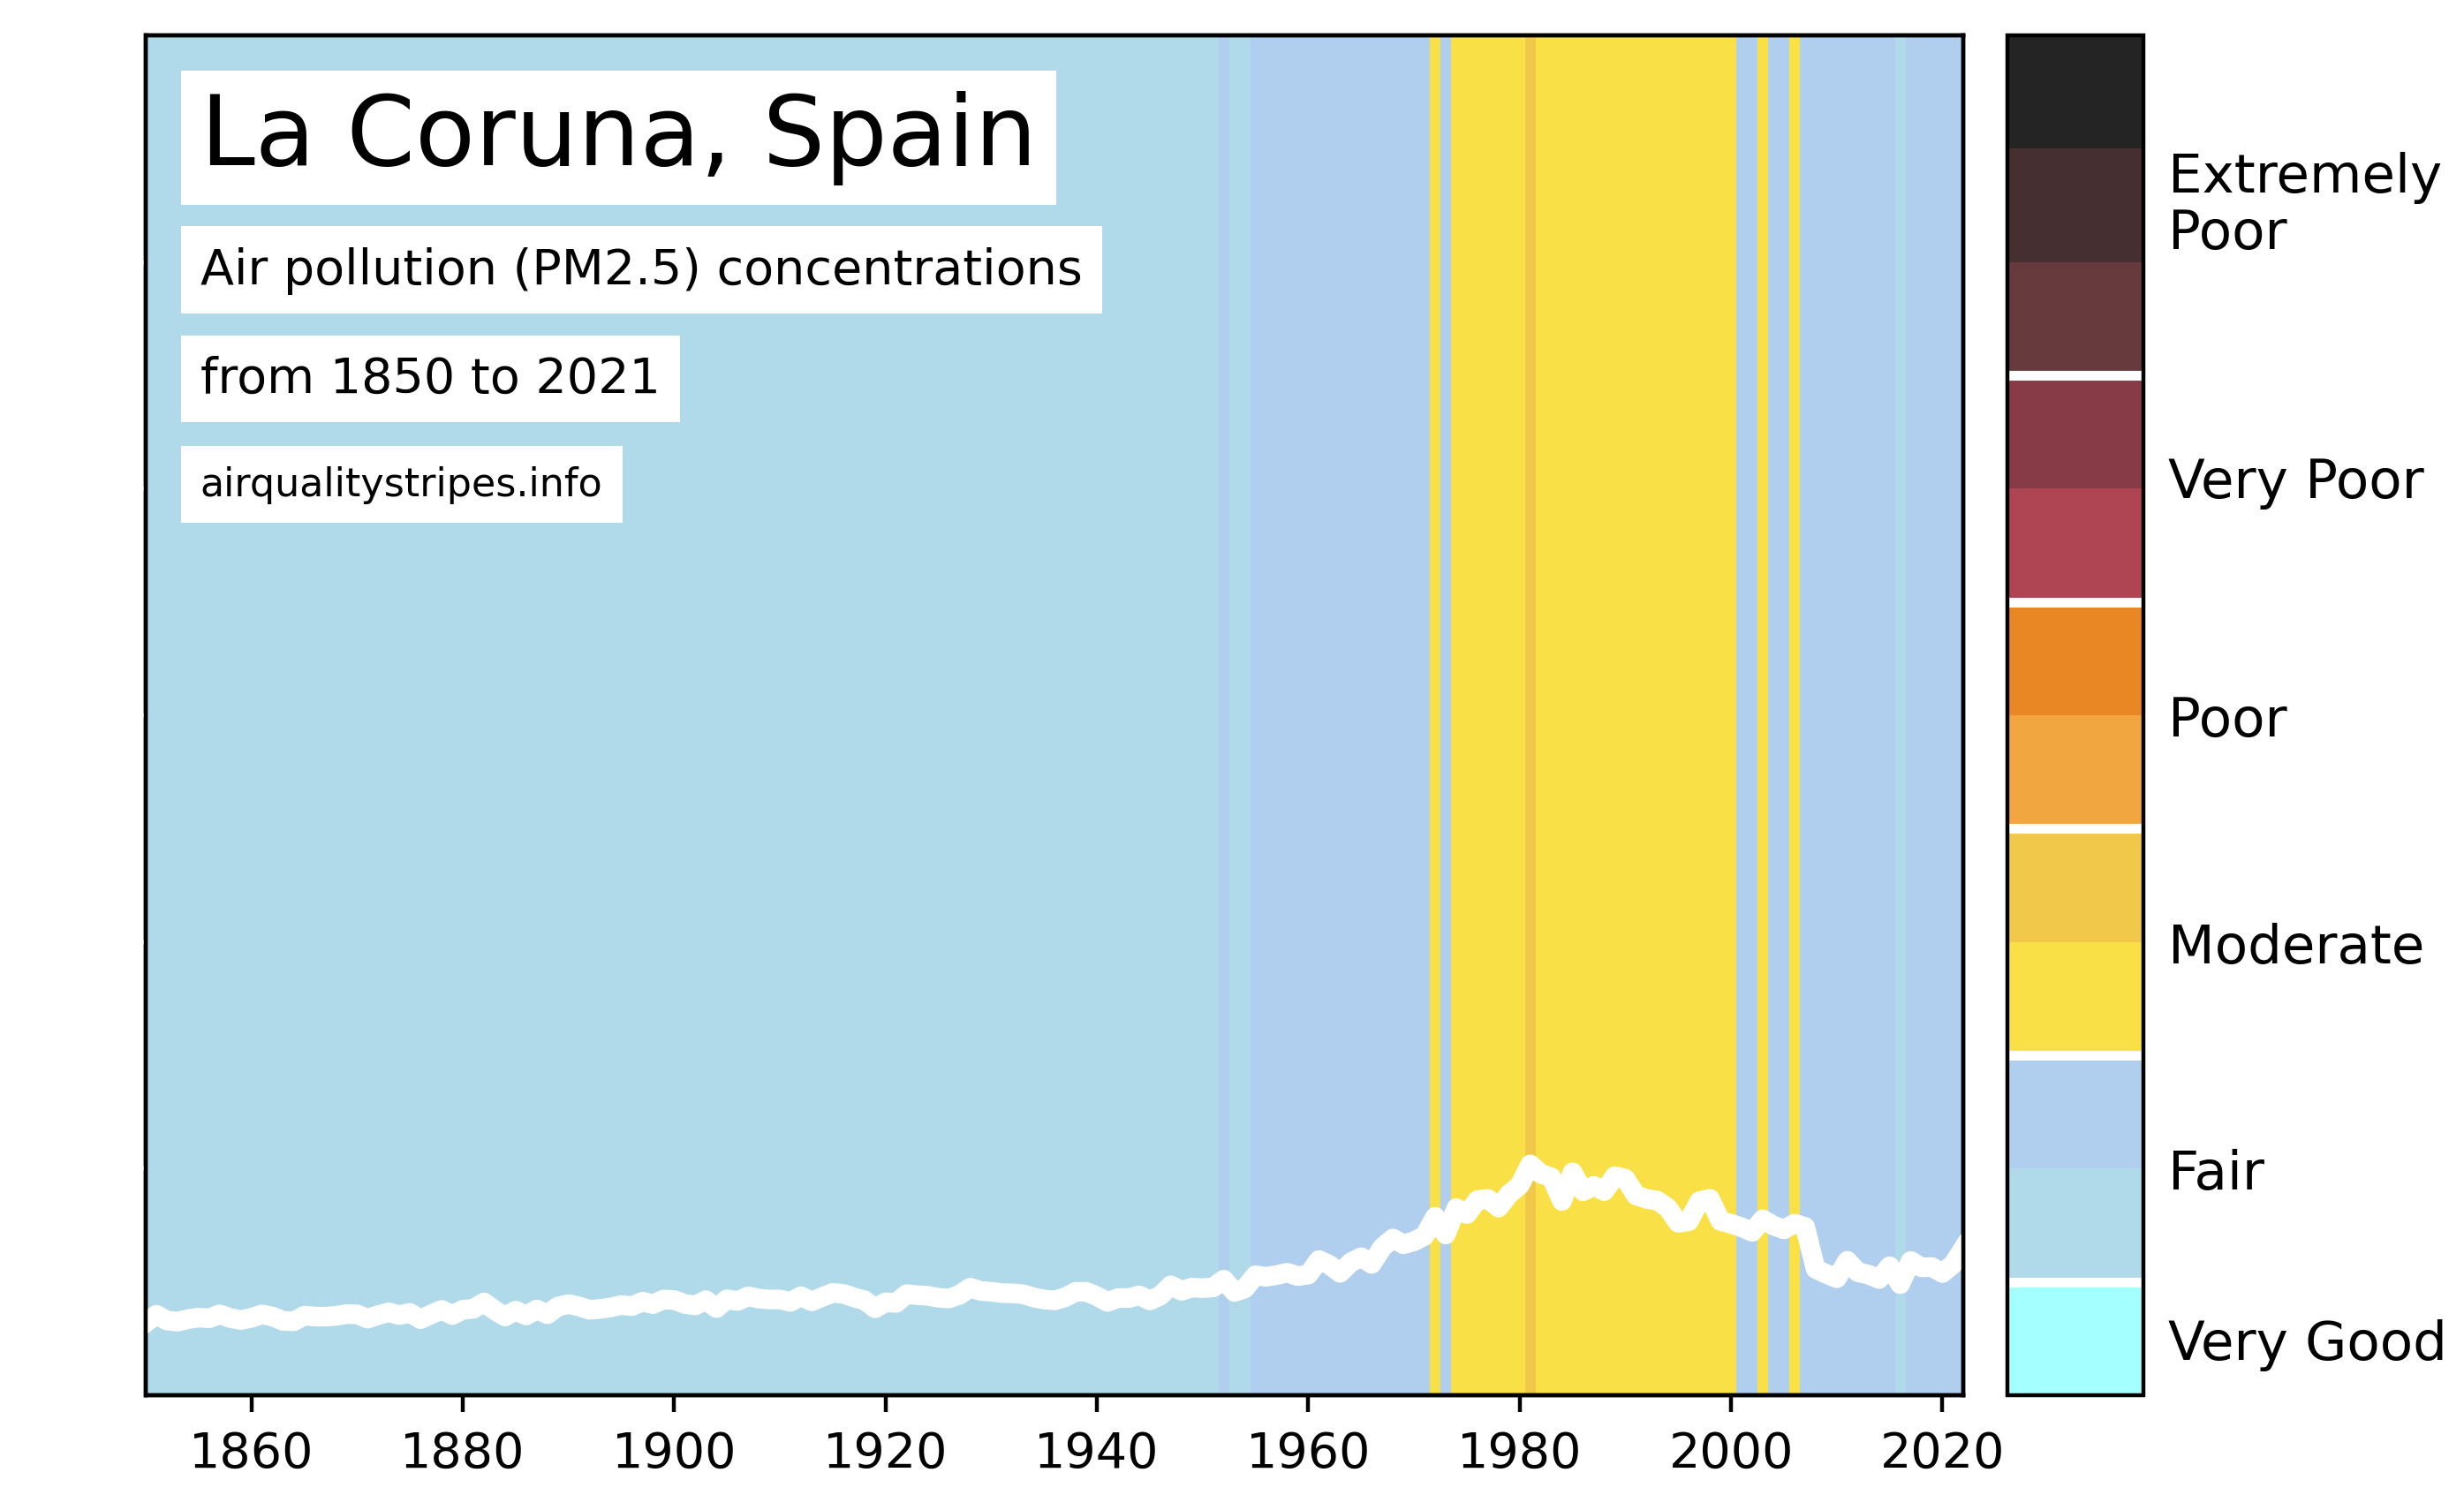 La Coruna, Spain
Air pollution (PM2.5) concentrations
from 1850 to 2021
airqualitystripes.info
Extremely
Poor
Very Poor
Poor
Moderate
Fair
Very Good
1860 1880 1900 1920 1940 1960 1980 2000 2020